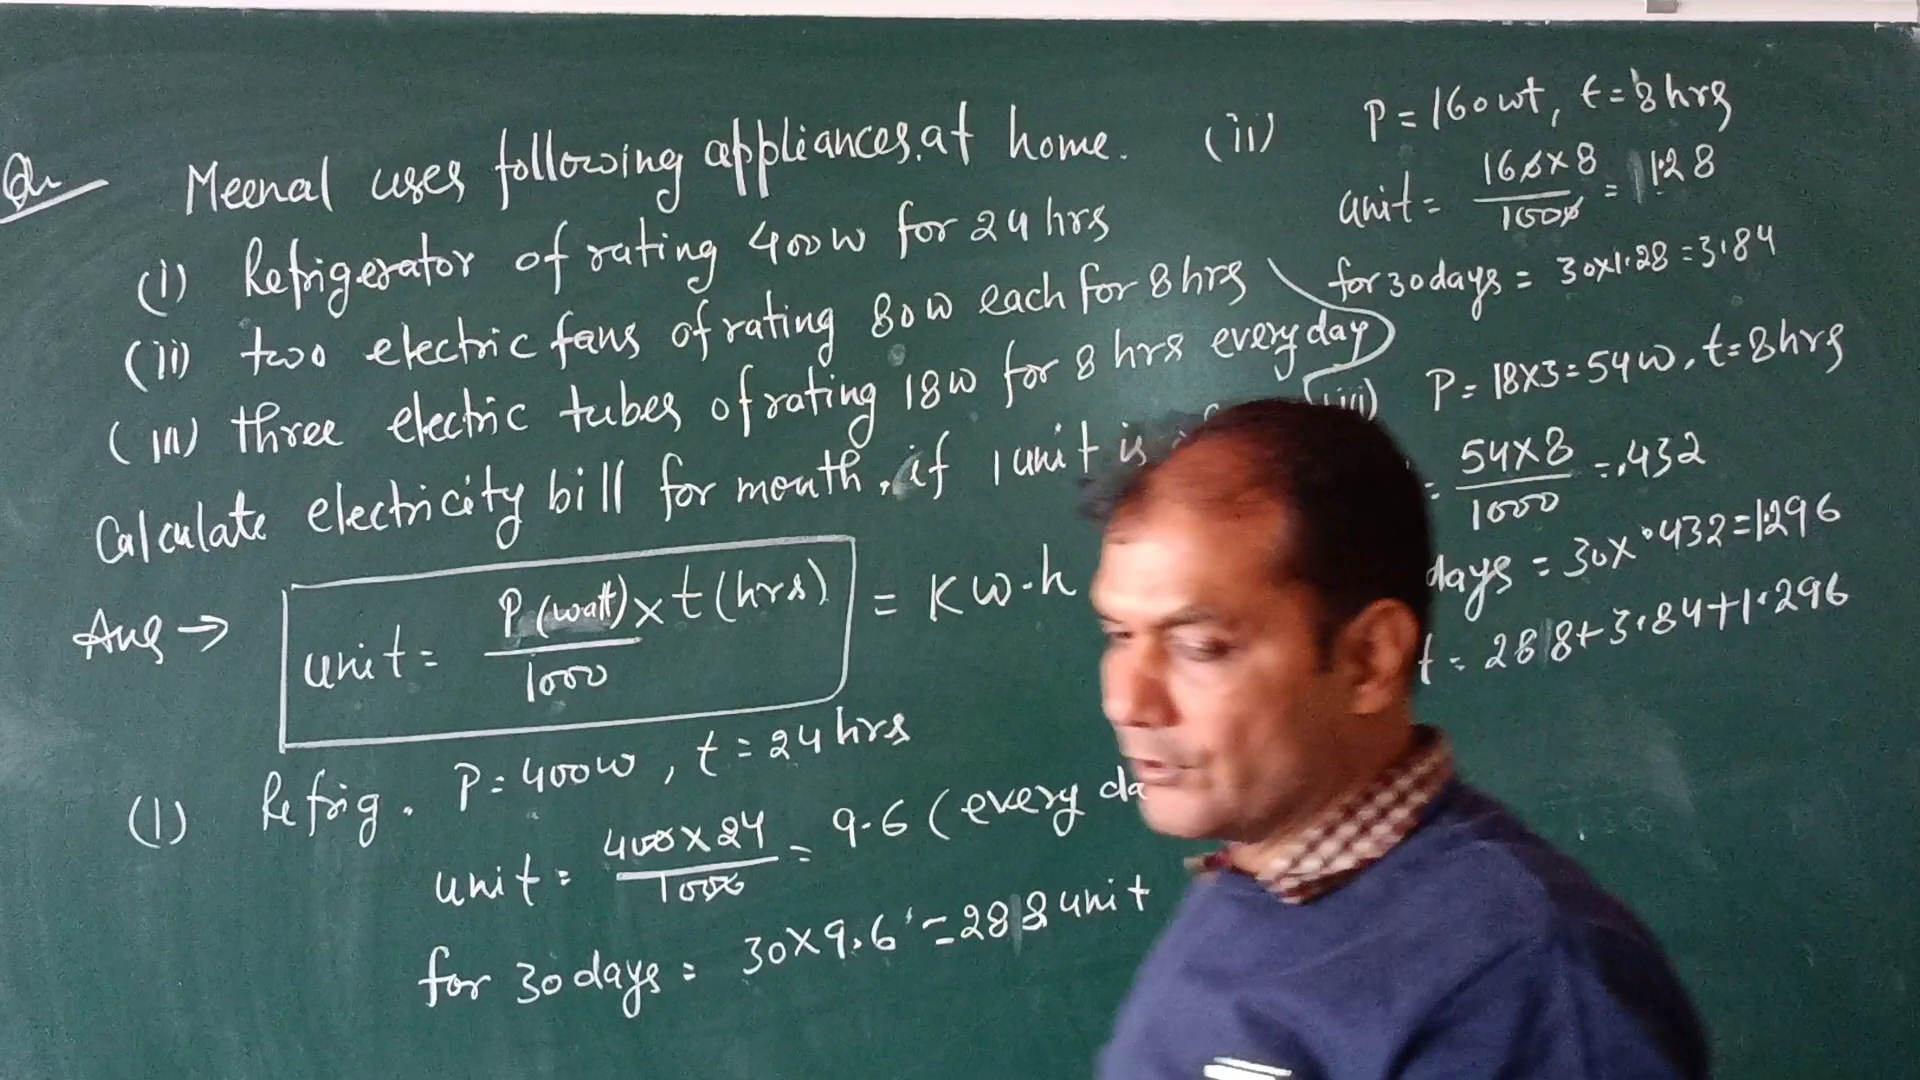 Qu Meenal uses following appliances at home.
(i) Refrigerator of rating 400w for 24 hrs
(ii) two electric fans of rating 80w each for 8 hrs
(iii) three electric tubes of rating 18w for 8 hrs everyday
Calculate electricity bill for month, if 1 unit is
Ans → unit = P(watt) × t(hrs) / 1000 = KW-h
(1) Refrig. P = 400w, t = 24 hrs
unit = 400 × 24 / 1000 = 9.6 (every da
for 30 days = 30 × 9.6 = 288 unit
(ii) P = 160wt, t = 8 hrs
unit = 160 × 8 / 1000 = 1.28
for 30 days = 30×1.28 = 3.84
(iii) P = 18×3 = 54w, t = 8 hrs
= 54×8 / 1000 = .432
days = 30× .432 = 1.296
t = 288 + 3.84 + 1.296